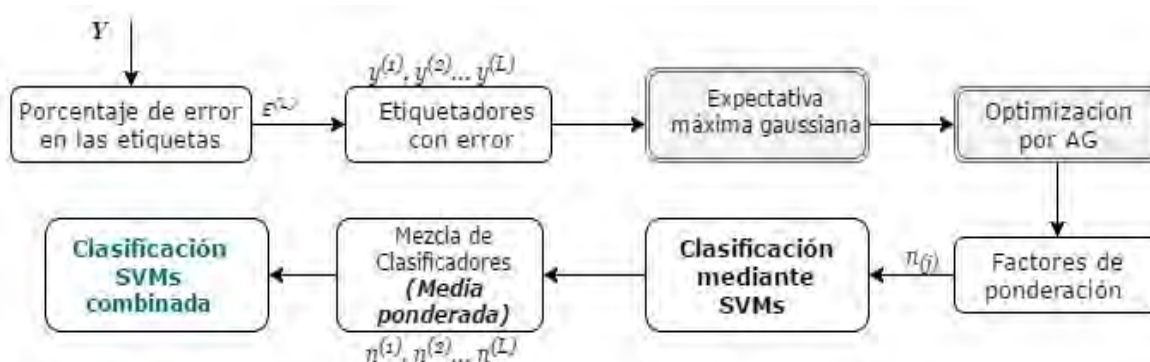 Y
Porcentaje de error
en las etiquetas
ε^(L)
y^(1), y^(2)... y^(L)
Etiquetadores
con error
Expectativa
máxima gaussiana
Optimizacion
por AG
Factores de
ponderación
η(j)
Clasificación
mediante
SVMs
Mezcla de
Clasificadores
(Media
ponderada)
η^(1), η^(2)... η^(L)
Clasificación
SVMs
combinada